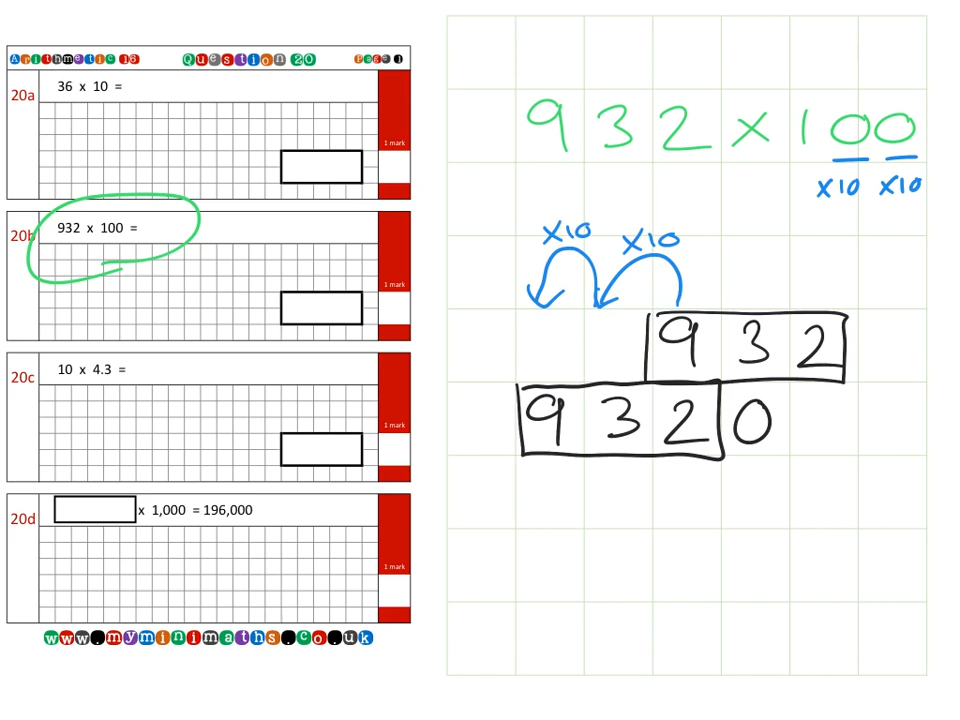 Arithmetic 16 Question 20 Page 1
20a 36 x 10 =
1 mark
20b 932 x 100 =
1 mark
20c 10 x 4.3 =
1 mark
20d x 1,000 = 196,000
1 mark
www.myminimaths.co.uk
932 x 100
x10 x10
x10 x10
932
9320